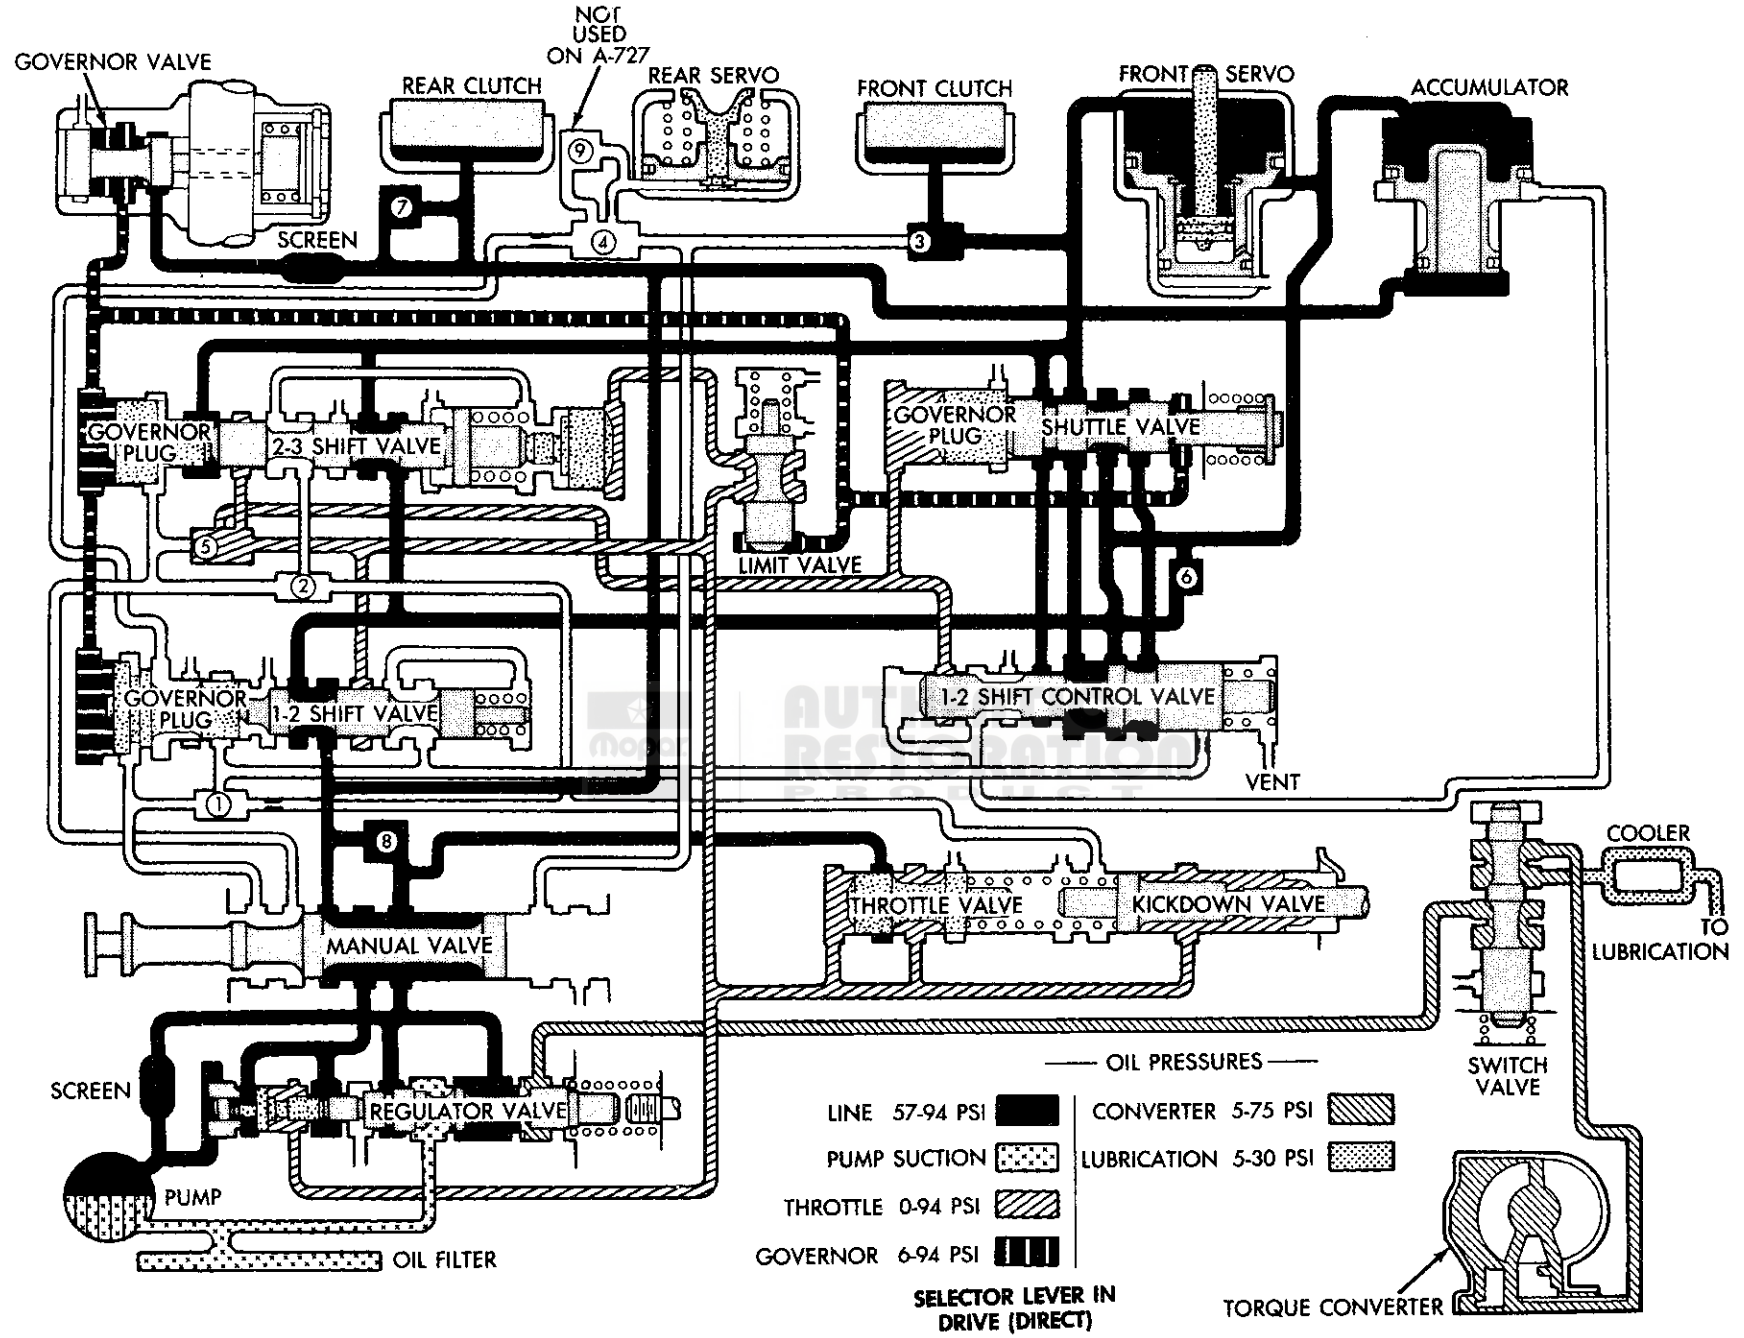 NOT
USED
ON A-727
GOVERNOR VALVE
REAR CLUTCH
REAR SERVO
FRONT CLUTCH
FRONT SERVO
ACCUMULATOR
9
7
SCREEN
4
3
GOVERNOR
PLUG
2-3 SHIFT VALVE
GOVERNOR
PLUG
SHUTTLE VALVE
5
LIMIT VALVE
2
6
GOVERNOR
PLUG
1-2 SHIFT VALVE
1-2 SHIFT CONTROL VALVE
Mopar
RESTORATION
PRODUCT
VENT
1
8
COOLER
THROTTLE VALVE
KICKDOWN VALVE
TO
LUBRICATION
MANUAL VALVE
SWITCH
VALVE
SCREEN
REGULATOR VALVE
OIL PRESSURES
LINE 57-94 PSI
CONVERTER 5-75 PSI
PUMP SUCTION
LUBRICATION 5-30 PSI
PUMP
THROTTLE 0-94 PSI
OIL FILTER
GOVERNOR 6-94 PSI
SELECTOR LEVER IN
DRIVE (DIRECT)
TORQUE CONVERTER